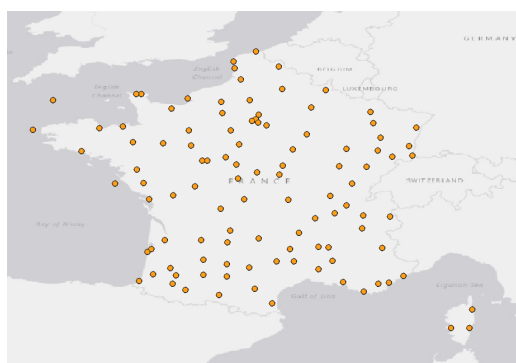 GERMANY
English
Channel
BELGIUM
English
Channel
LUXEMBOURG
FRANCE
SWITZERLAND
Bay of Biscay
Ligurian Sea
Gulf of Lion